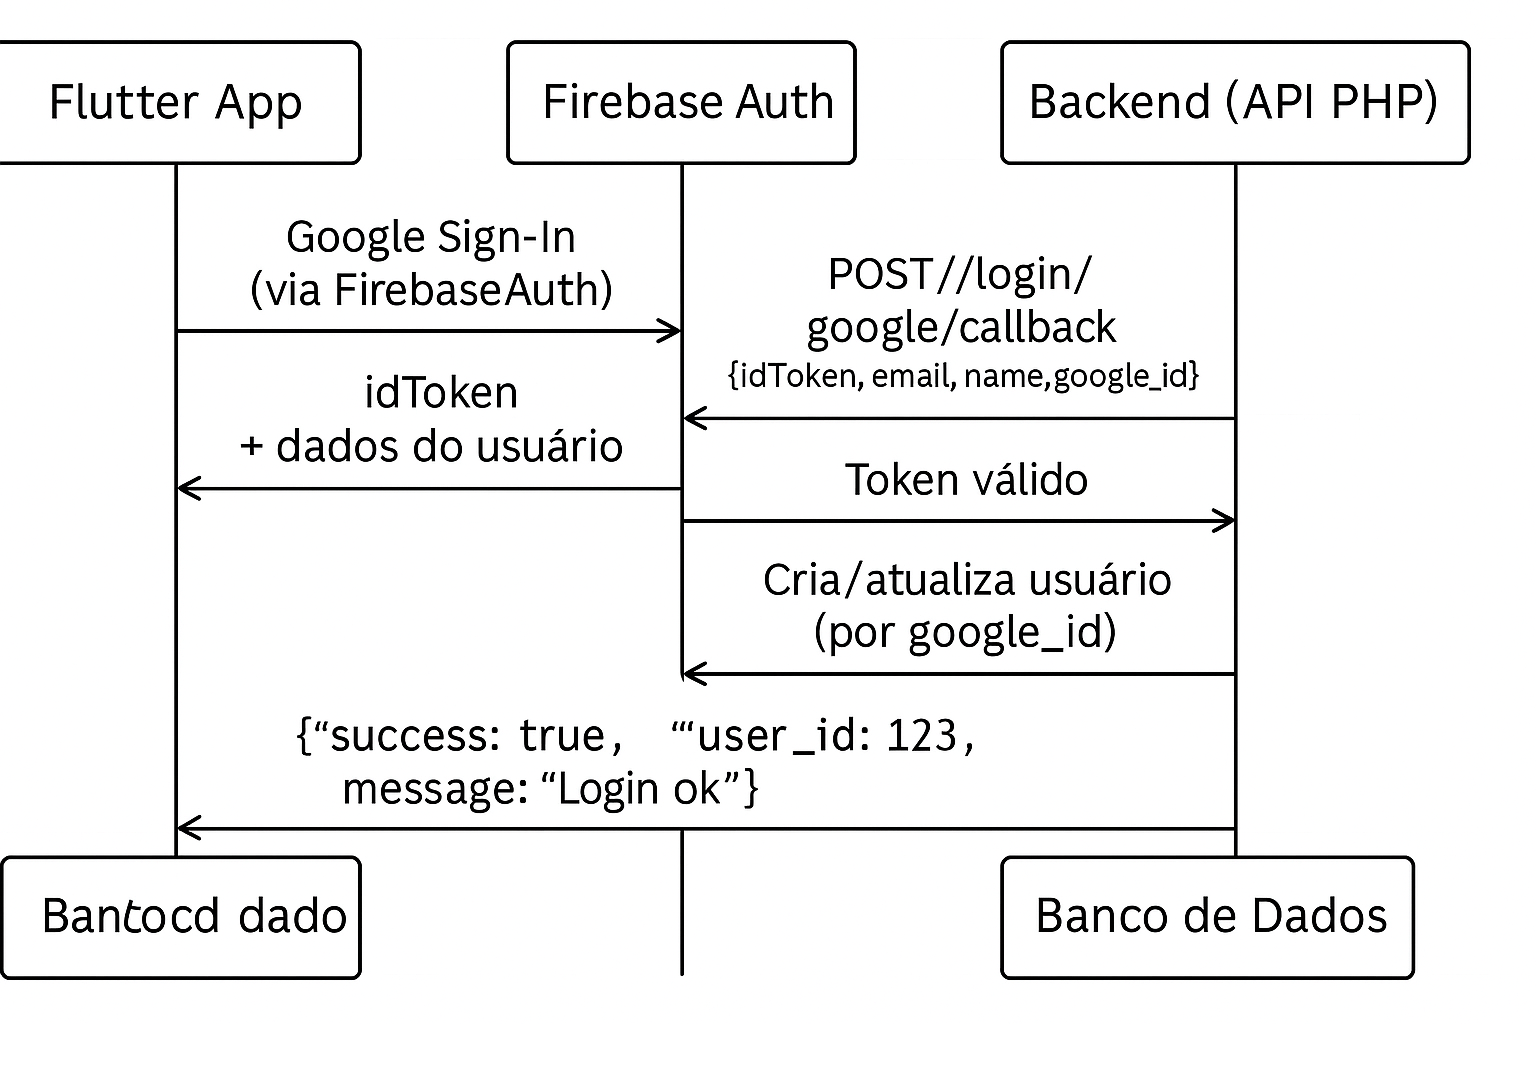 Flutter App
Firebase Auth
Backend (API PHP)
Google Sign-In
(via FirebaseAuth)
POST//login/
google/callback
{idToken, email, name,google_id}
idToken
+ dados do usuário
Token válido
Cria/atualiza usuário
(por google_id)
{“success: true, “‘user_id: 123,
message: “Login ok”}
Bantocd dado
Banco de Dados